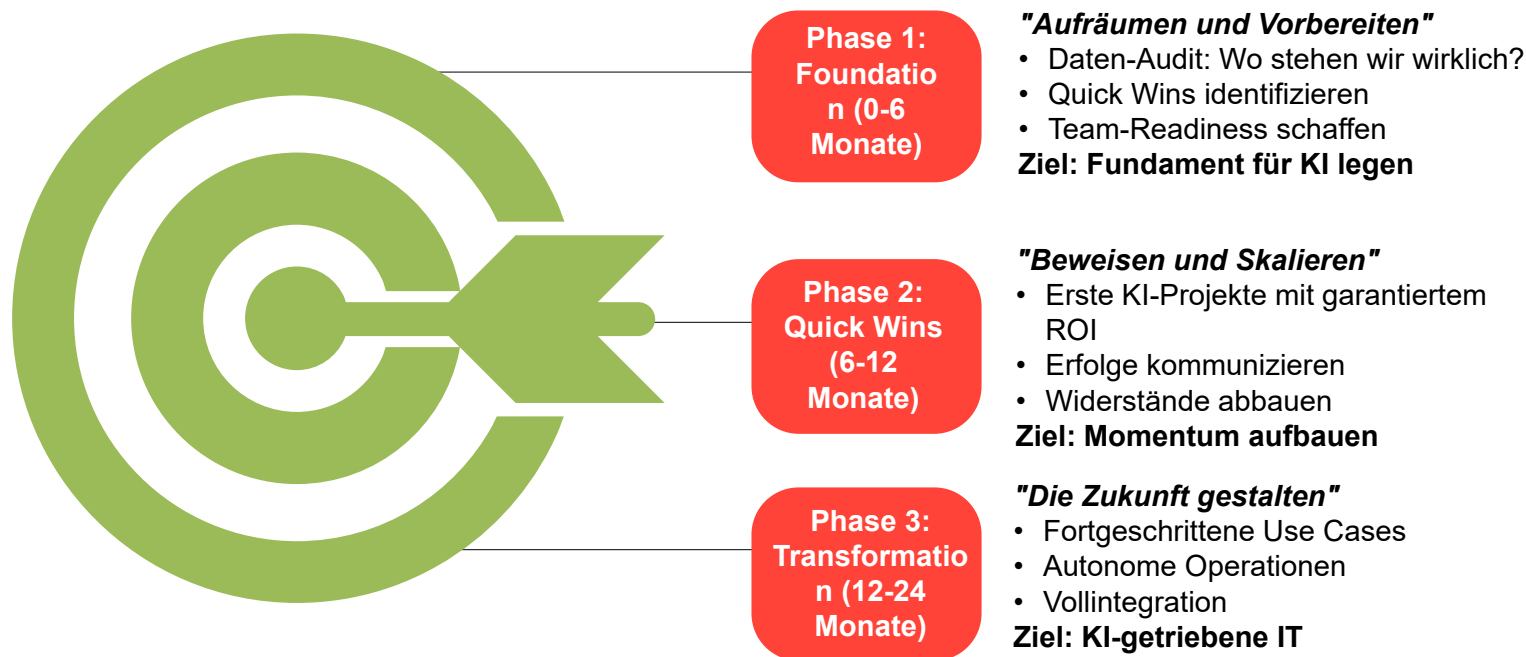 Phase 1:
Foundatio
n (0-6
Monate)
"Aufräumen und Vorbereiten"
• Daten-Audit: Wo stehen wir wirklich?
• Quick Wins identifizieren
• Team-Readiness schaffen
Ziel: Fundament für KI legen
Phase 2:
Quick Wins
(6-12
Monate)
"Beweisen und Skalieren"
• Erste KI-Projekte mit garantiertem
ROI
• Erfolge kommunizieren
• Widerstände abbauen
Ziel: Momentum aufbauen
Phase 3:
Transformatio
n (12-24
Monate)
"Die Zukunft gestalten"
• Fortgeschrittene Use Cases
• Autonome Operationen
• Vollintegration
Ziel: KI-getriebene IT